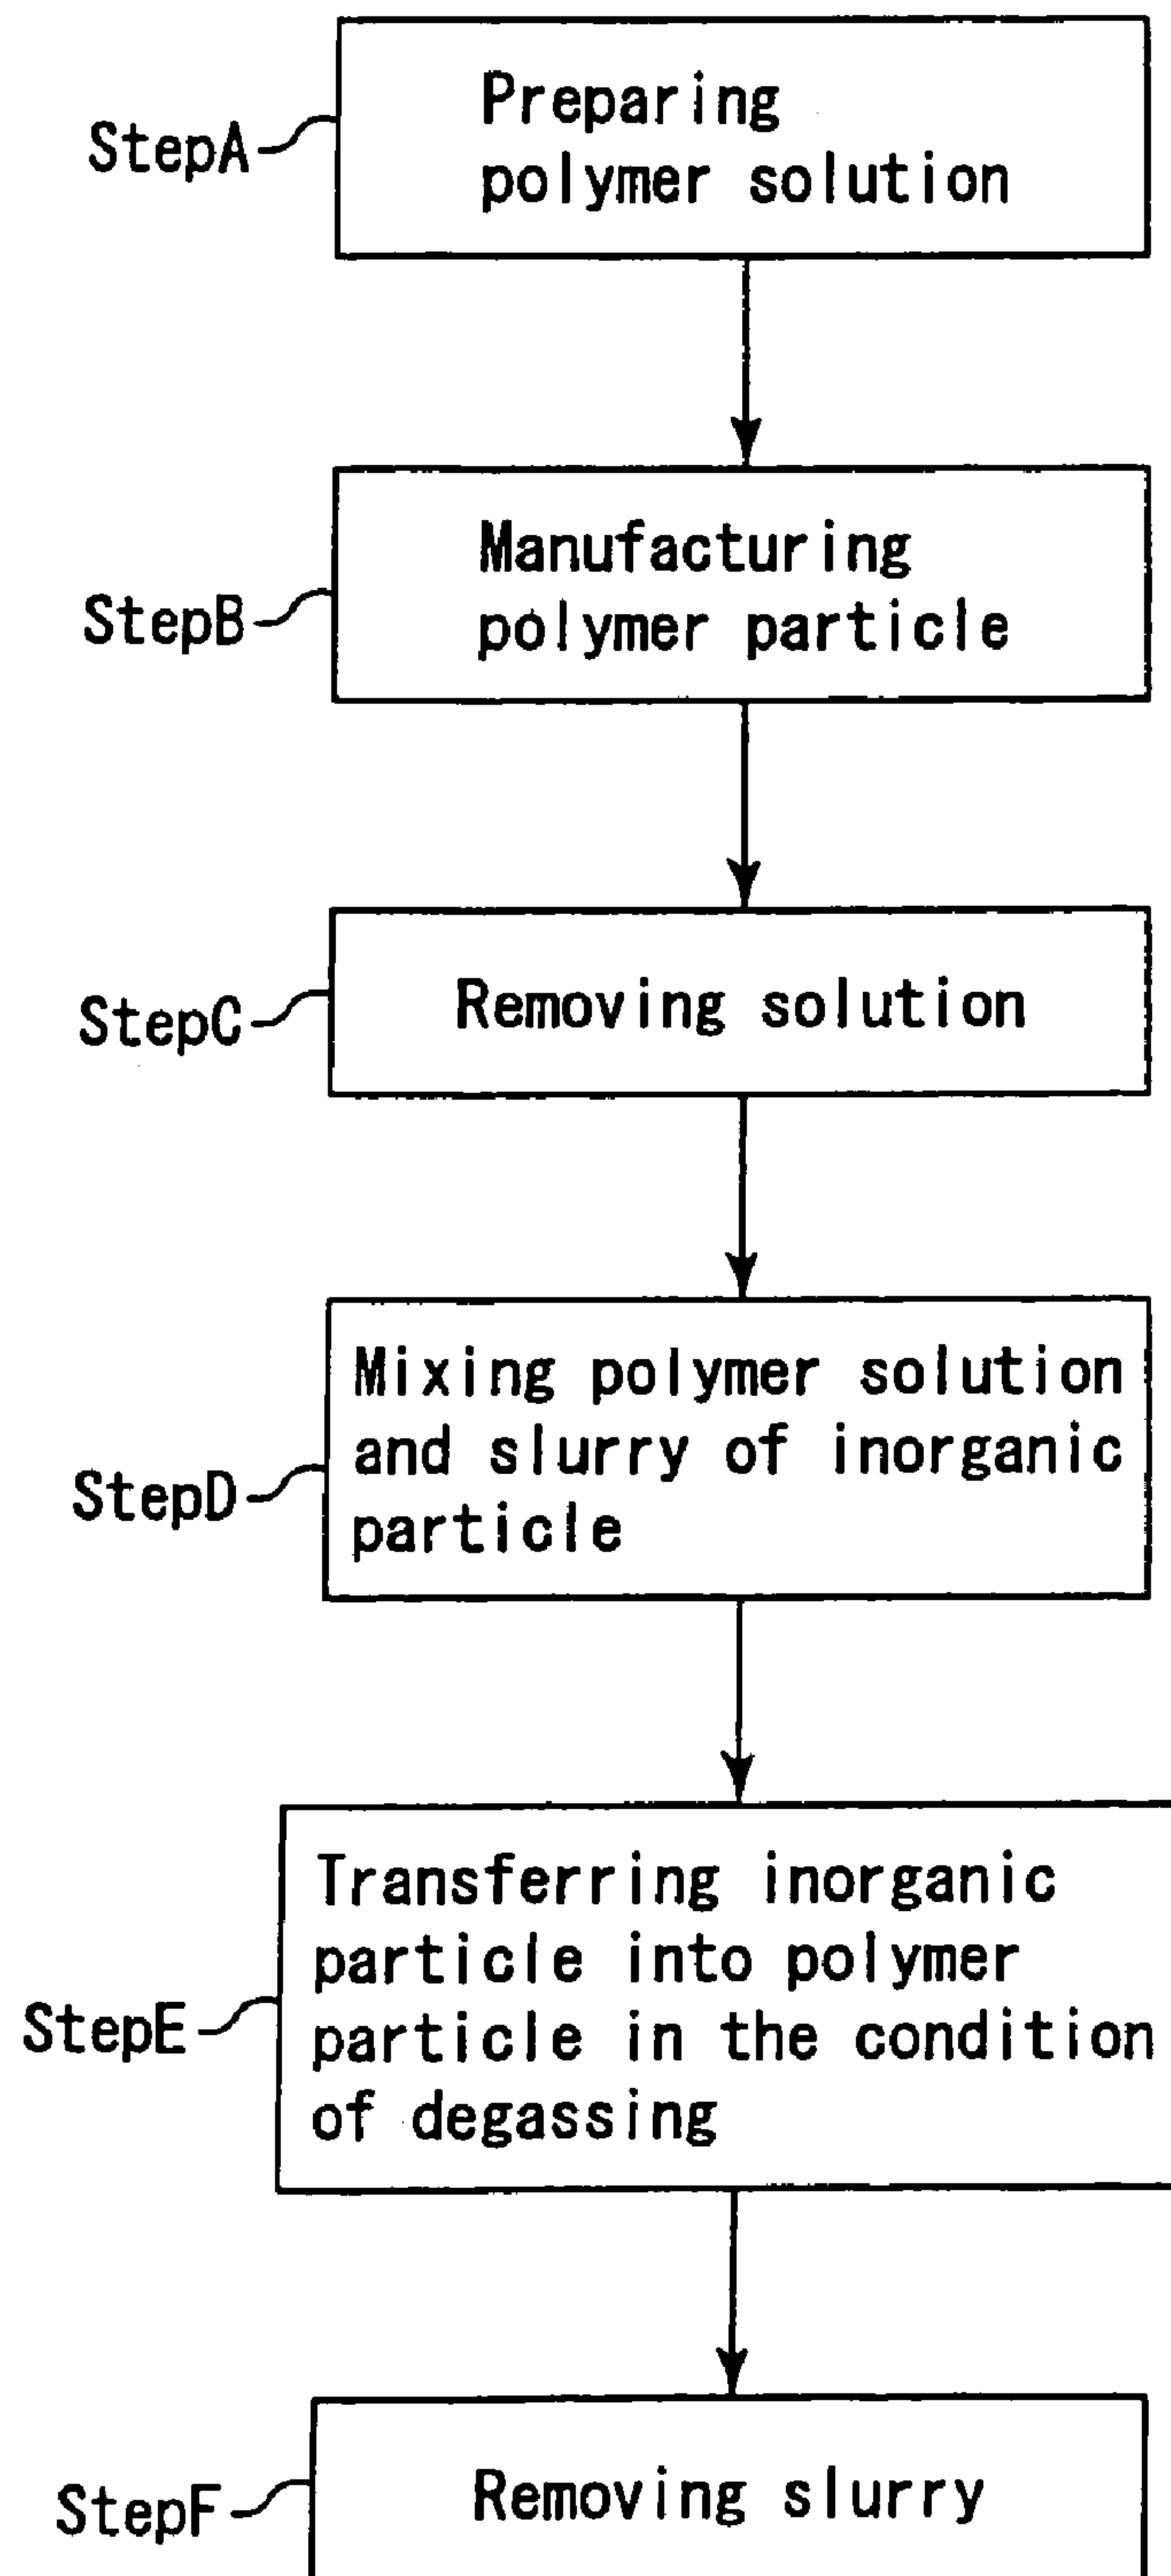 StepA
Preparing
polymer solution
StepB
Manufacturing
polymer particle
StepC
Removing solution
StepD
Mixing polymer solution
and slurry of inorganic
particle
StepE
Transferring inorganic
particle into polymer
particle in the condition
of degassing
StepF
Removing slurry